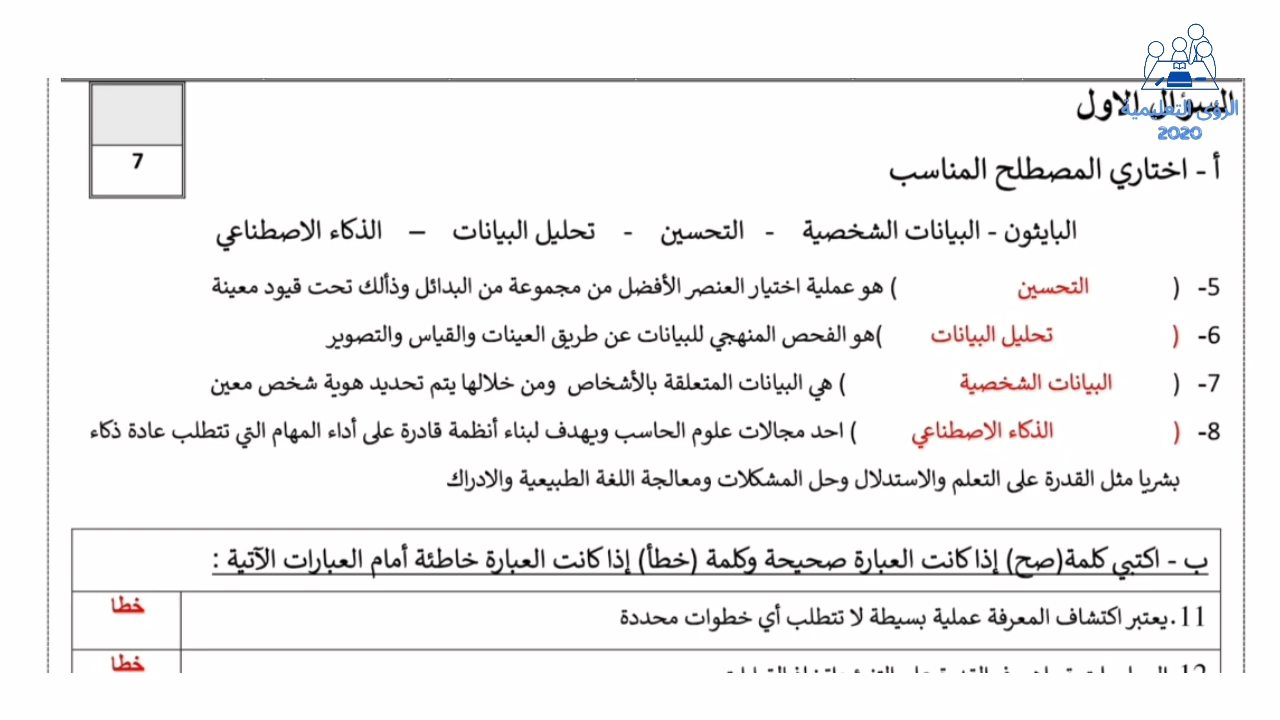 السؤال الاول
الرؤى التعليمية
2020
7
أ - اختاري المصطلح المناسب
البايثون - البيانات الشخصية - التحسين - تحليل البيانات – الذكاء الاصطناعي
5- ( التحسين ) هو عملية اختيار العنصر الأفضل من مجموعة من البدائل وذألك تحت قيود معينة
6- ( تحليل البيانات )هو الفحص المنهجي للبيانات عن طريق العينات والقياس والتصوير
7- ( البيانات الشخصية ) هي البيانات المتعلقة بالأشخاص ومن خلالها يتم تحديد هوية شخص معين
8- ( الذكاء الاصطناعي ) احد مجالات علوم الحاسب ويهدف لبناء أنظمة قادرة على أداء المهام التي تتطلب عادة ذكاء
بشريا مثل القدرة على التعلم والاستدلال وحل المشكلات ومعالجة اللغة الطبيعية والادراك
ب - اكتبي كلمة(صح) إذا كانت العبارة صحيحة وكلمة (خطأ) إذا كانت العبارة خاطئة أمام العبارات الآتية :
11.يعتبر اكتشاف المعرفة عملية بسيطة لا تتطلب أي خطوات محددة
خطا
خطا